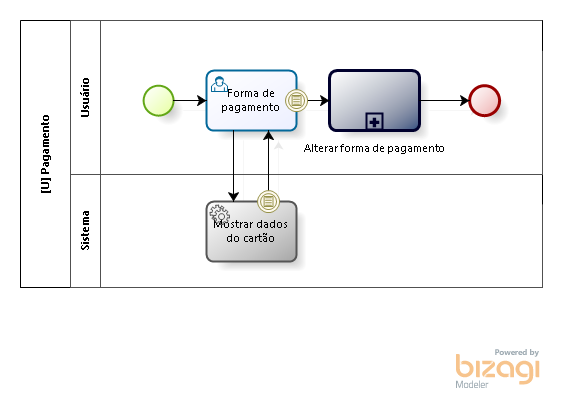 [U] Pagamento
Usuário
Forma de
pagamento
Alterar forma de pagamento
Sistema
Mostrar dados
do cartão
Powered by
bizagi
Modeler